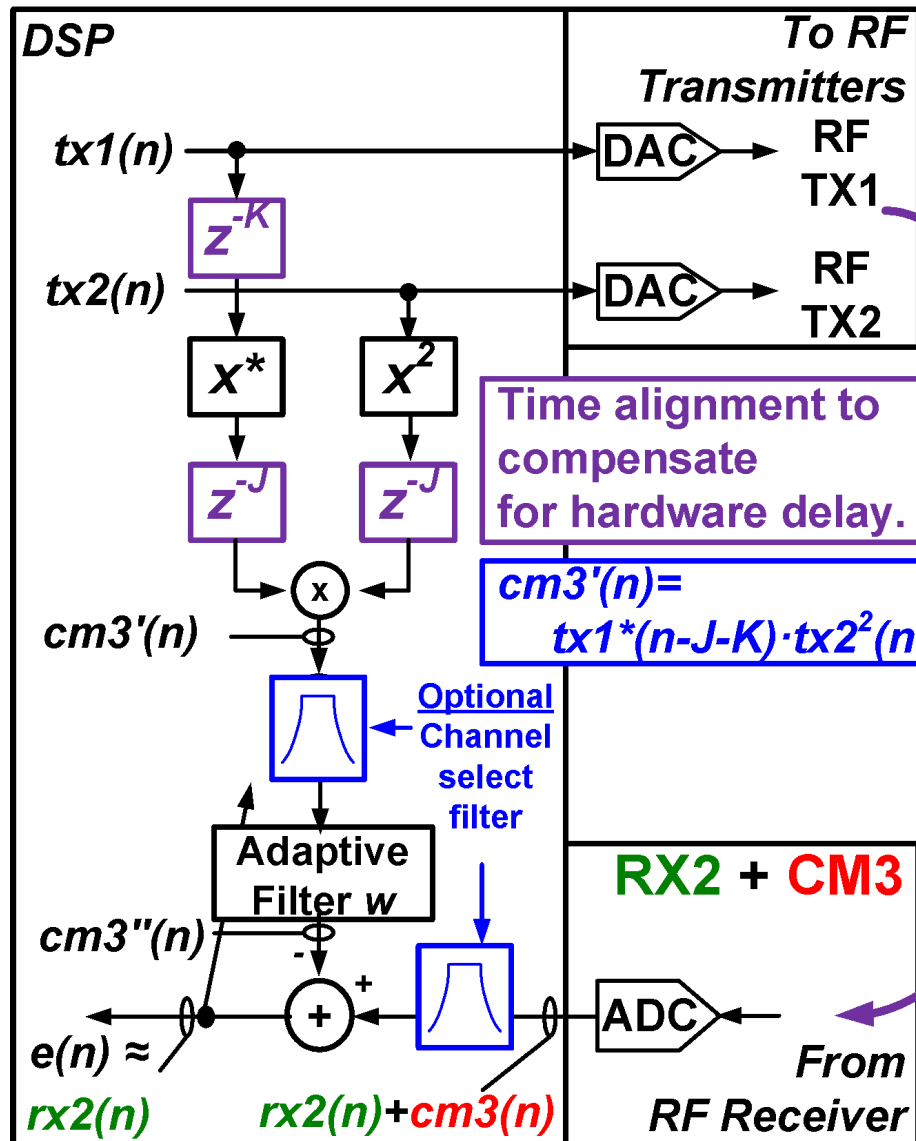 DSP
To RF
Transmitters
tx1(n)
DAC
RF
TX1
z^-K
tx2(n)
DAC
RF
TX2
x*
x^2
z^-J
z^-J
Time alignment to
compensate
for hardware delay.
x
cm3'(n)
cm3'(n)=
tx1*(n-J-K)·tx2^2(n
Optional
Channel
select
filter
Adaptive
Filter w
RX2 + CM3
cm3''(n)
-
+
+
ADC
e(n) ≈
rx2(n)
rx2(n)+cm3(n)
From
RF Receiver